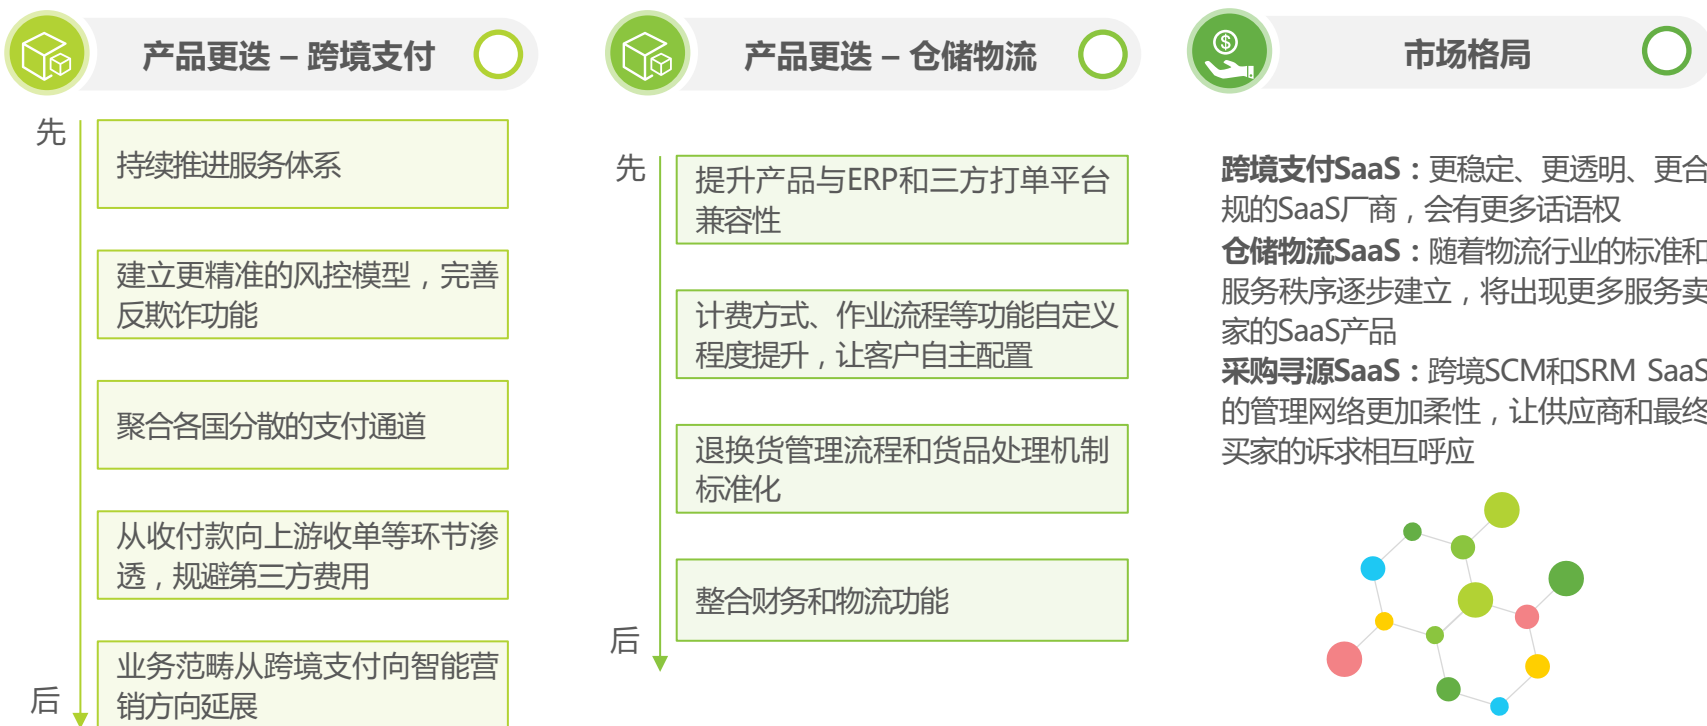 产品更迭 – 跨境支付
先
持续推进服务体系
建立更精准的风控模型，完善
反欺诈功能
聚合各国分散的支付通道
从收付款向上游收单等环节渗
透，规避第三方费用
业务范畴从跨境支付向智能营
销方向延展
后
产品更迭 – 仓储物流
先
提升产品与ERP和三方打单平台
兼容性
计费方式、作业流程等功能自定义
程度提升，让客户自主配置
退换货管理流程和货品处理机制
标准化
整合财务和物流功能
后
市场格局
跨境支付SaaS：更稳定、更透明、更合
规的SaaS厂商，会有更多话语权
仓储物流SaaS：随着物流行业的标准和
服务秩序逐步建立，将出现更多服务卖
家的SaaS产品
采购寻源SaaS：跨境SCM和SRM SaaS
的管理网络更加柔性，让供应商和最终
买家的诉求相互呼应